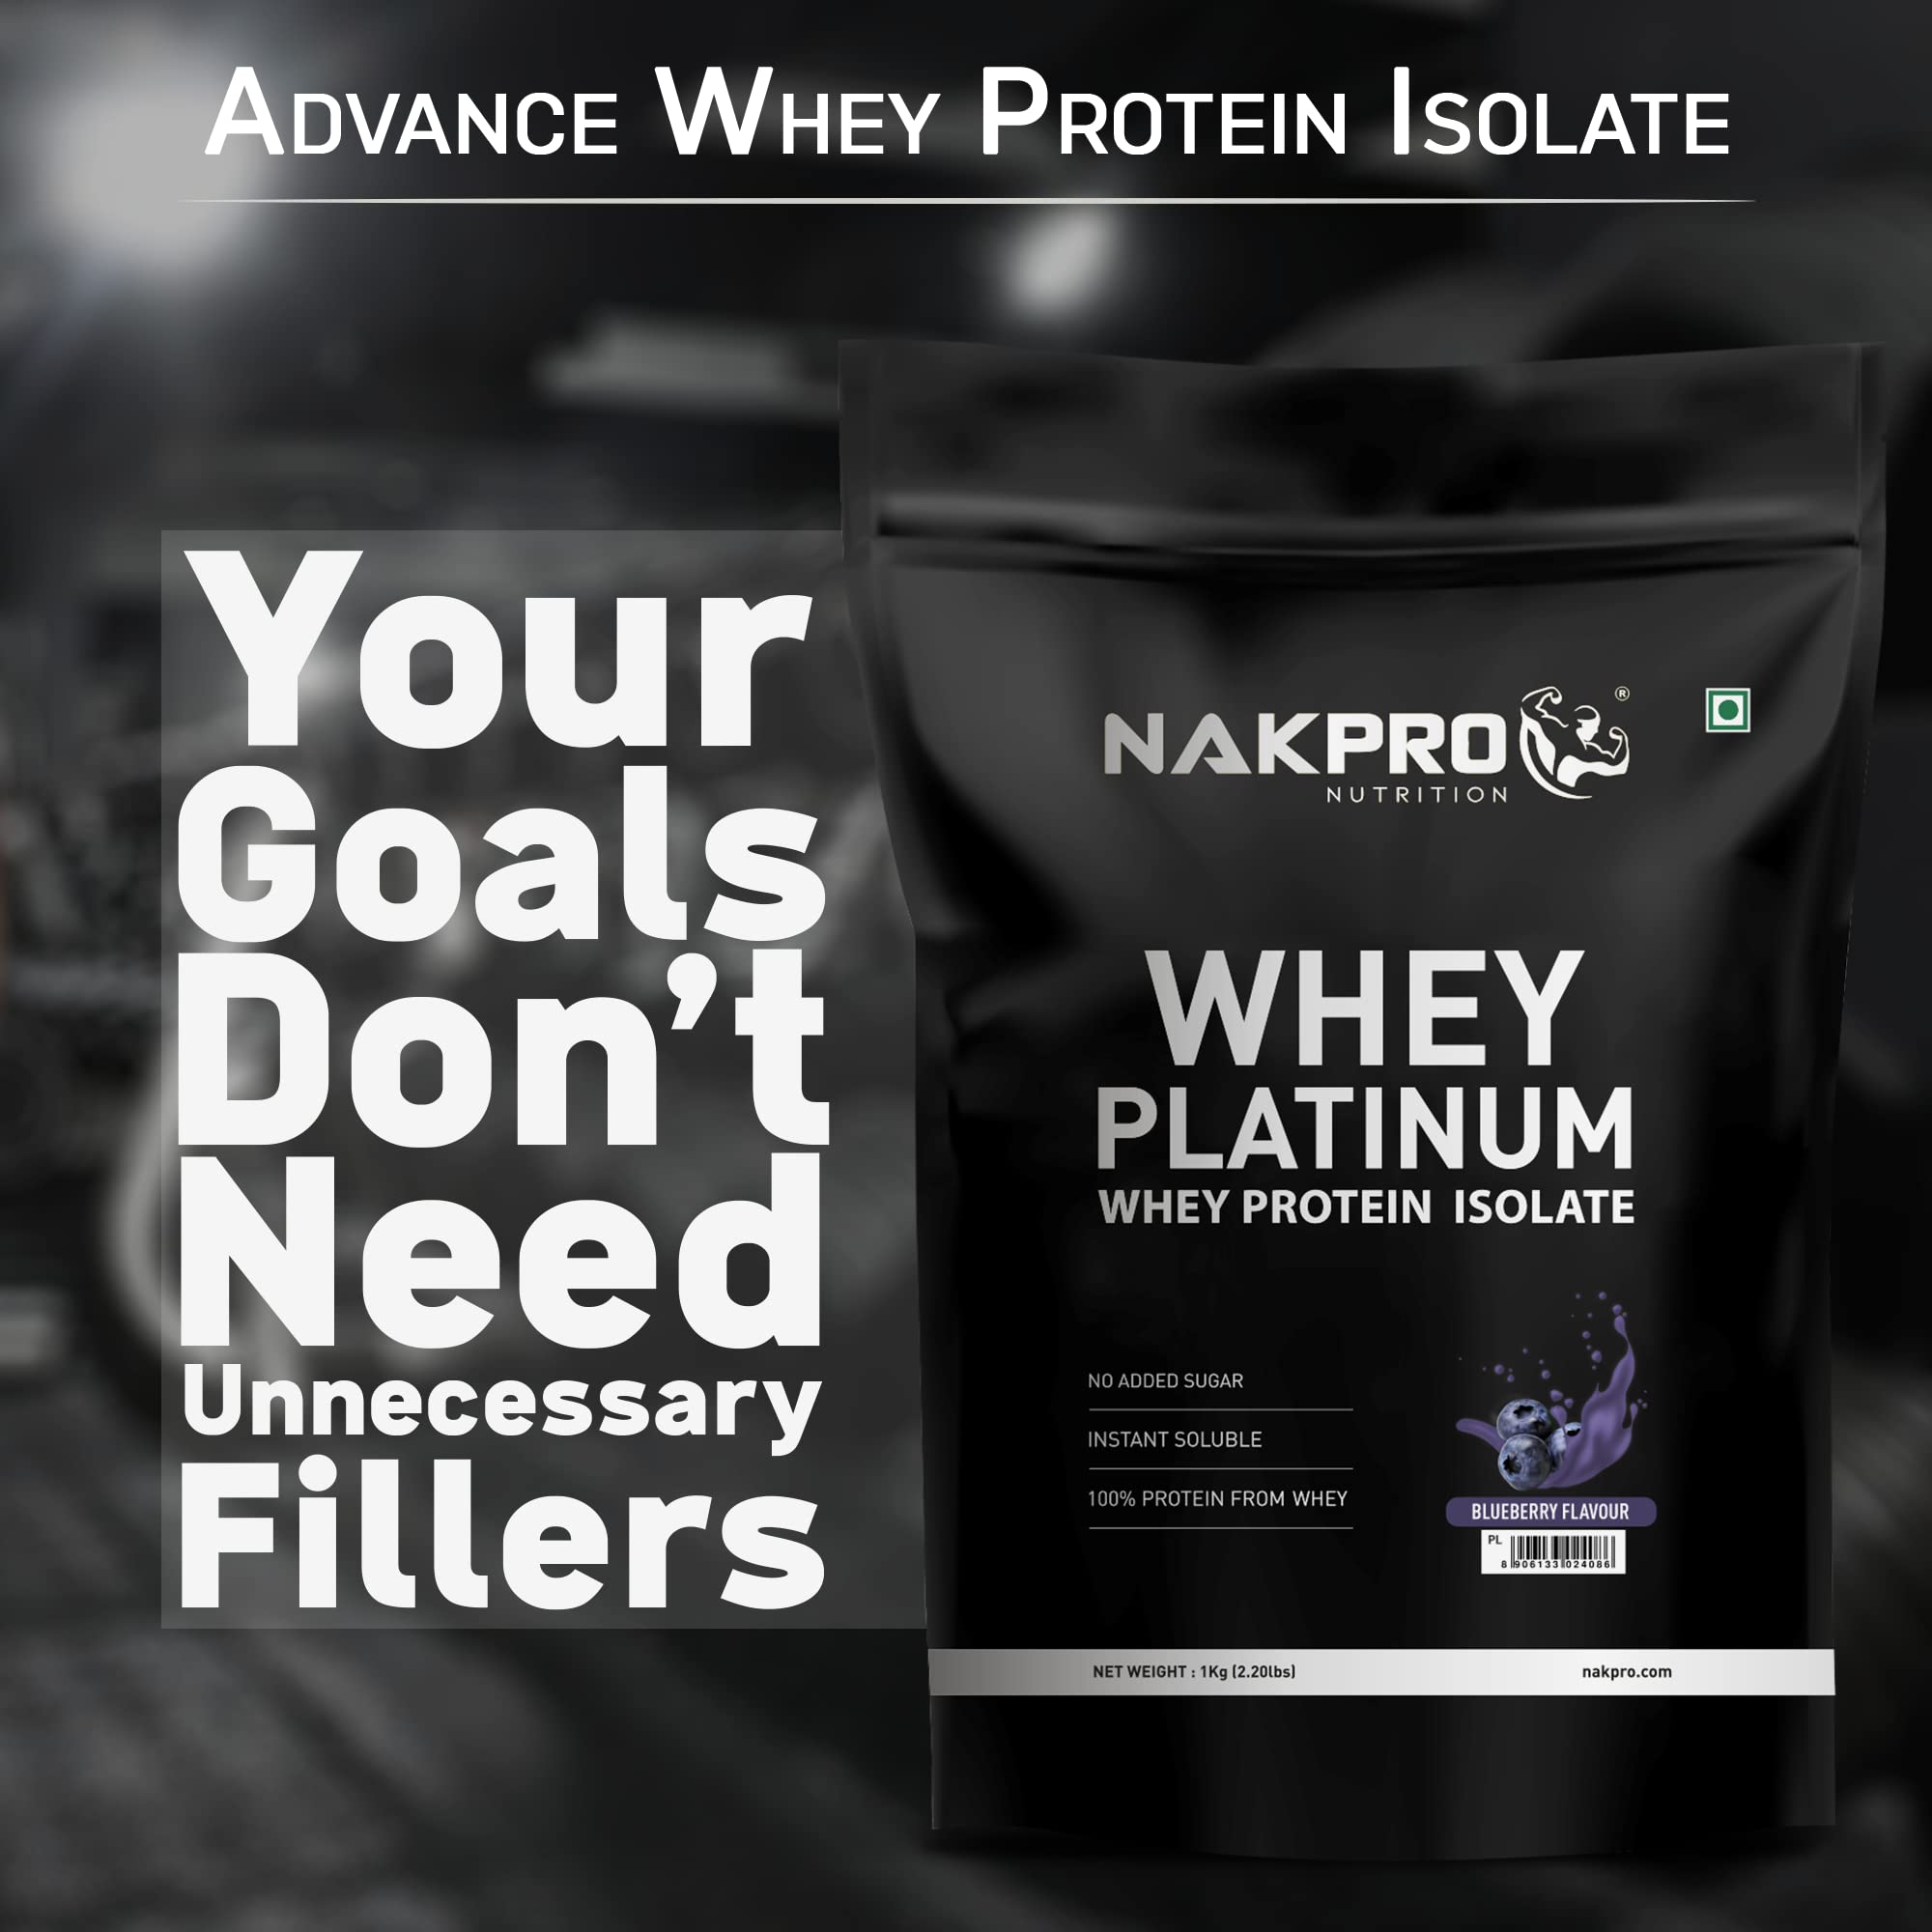 Advance Whey Protein Isolate
Your
Goals
Don't
Need
Unnecessary
Fillers
NAKPRO ®
NUTRITION
WHEY
PLATINUM
WHEY PROTEIN ISOLATE
NO ADDED SUGAR
INSTANT SOLUBLE
100% PROTEIN FROM WHEY
BLUEBERRY FLAVOUR
PL
8 906133 024086
NET WEIGHT : 1Kg (2.20lbs)
nakpro.com